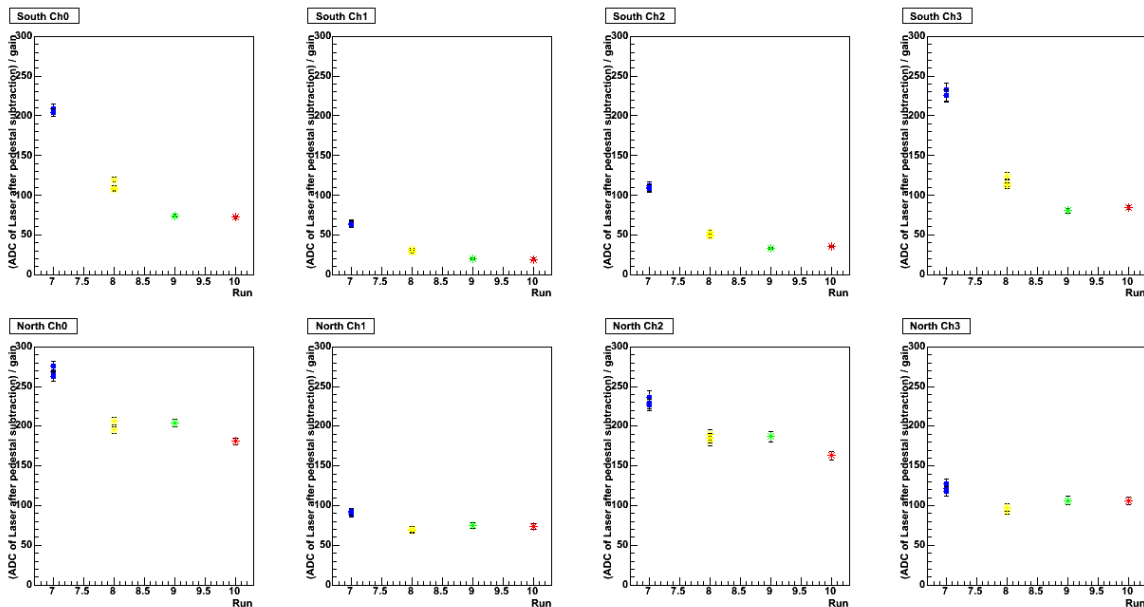 South Ch0
(ADC of Laser after pedestal subtraction) / gain
300
250
200
150
100
50
0
7 7.5 8 8.5 9 9.5 10
Run
South Ch1
(ADC of Laser after pedestal subtraction) / gain
300
250
200
150
100
50
0
7 7.5 8 8.5 9 9.5 10
Run
South Ch2
(ADC of Laser after pedestal subtraction) / gain
300
250
200
150
100
50
0
7 7.5 8 8.5 9 9.5 10
Run
South Ch3
(ADC of Laser after pedestal subtraction) / gain
300
250
200
150
100
50
0
7 7.5 8 8.5 9 9.5 10
Run
North Ch0
(ADC of Laser after pedestal subtraction) / gain
300
250
200
150
100
50
0
7 7.5 8 8.5 9 9.5 10
Run
North Ch1
(ADC of Laser after pedestal subtraction) / gain
300
250
200
150
100
50
0
7 7.5 8 8.5 9 9.5 10
Run
North Ch2
(ADC of Laser after pedestal subtraction) / gain
300
250
200
150
100
50
0
7 7.5 8 8.5 9 9.5 10
Run
North Ch3
(ADC of Laser after pedestal subtraction) / gain
300
250
200
150
100
50
0
7 7.5 8 8.5 9 9.5 10
Run